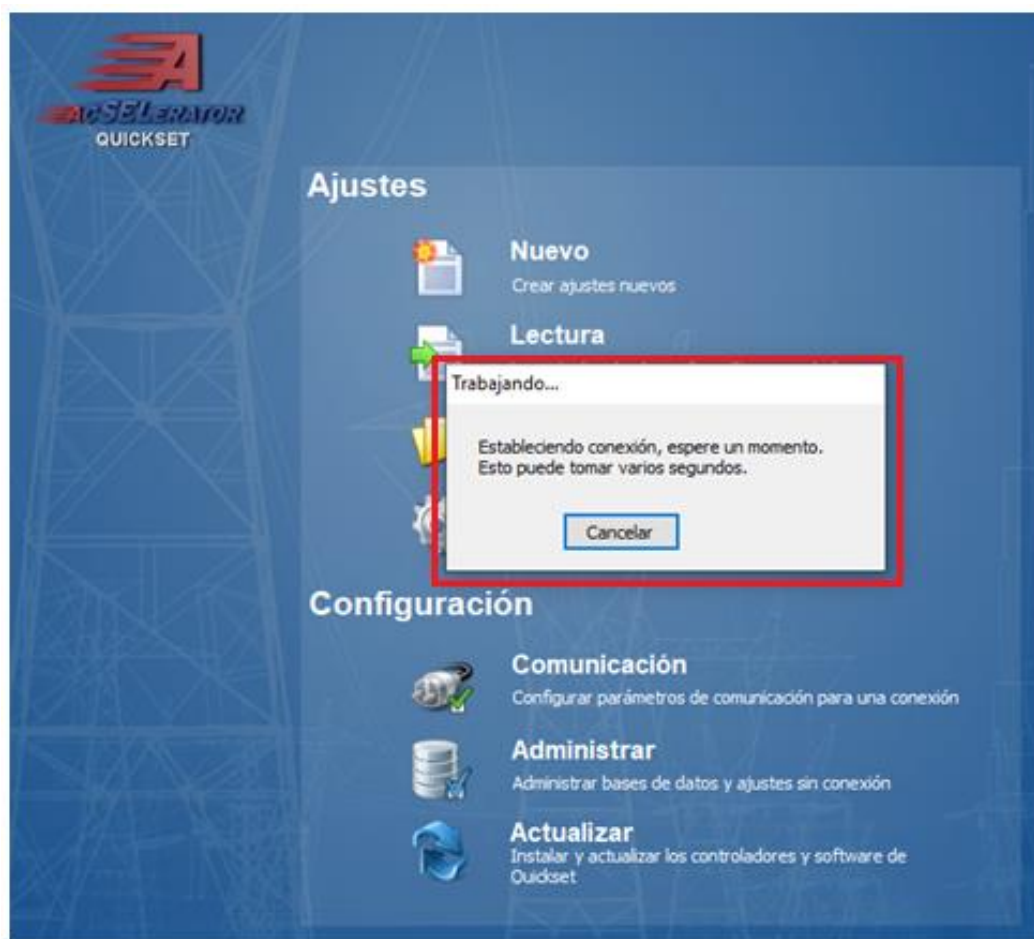 ACSELERATOR
QUICKSET
Ajustes
Nuevo
Crear ajustes nuevos
Lectura
Trabajando...
Estableciendo conexión, espere un momento.
Esto puede tomar varios segundos.
Cancelar
Configuración
Comunicación
Configurar parámetros de comunicación para una conexión
Administrar
Administrar bases de datos y ajustes sin conexión
Actualizar
Instalar y actualizar los controladores y software de
Quickset